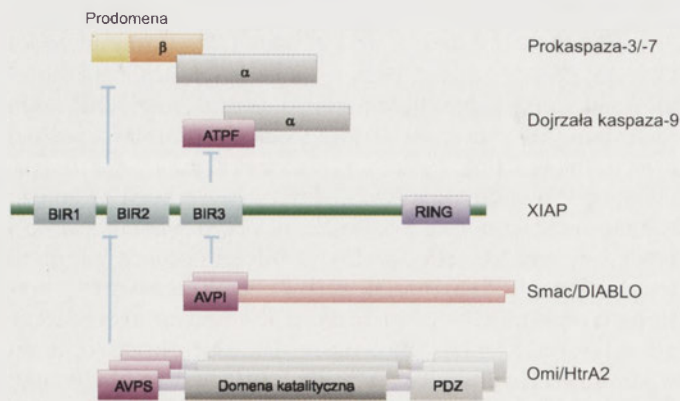 Prodomena
β
α
Prokaspaza-3/-7
ATPF
α
Dojrzała kaspaza-9
BIR1
BIR2
BIR3
RING
XIAP
AVPI
Smac/DIABLO
AVPS
Domena katalityczna
PDZ
Omi/HtrA2